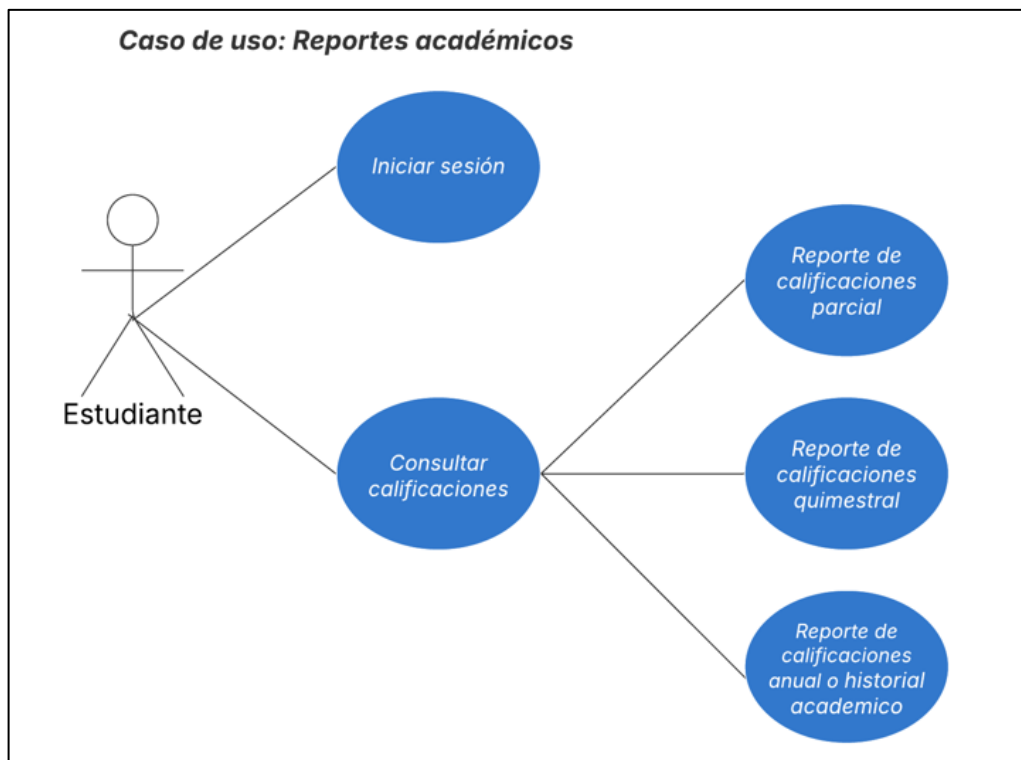 Caso de uso: Reportes académicos
Iniciar sesión
Estudiante
Consultar
calificaciones
Reporte de
calificaciones
parcial
Reporte de
calificaciones
quimestral
Reporte de
calificaciones
anual o historial
academico